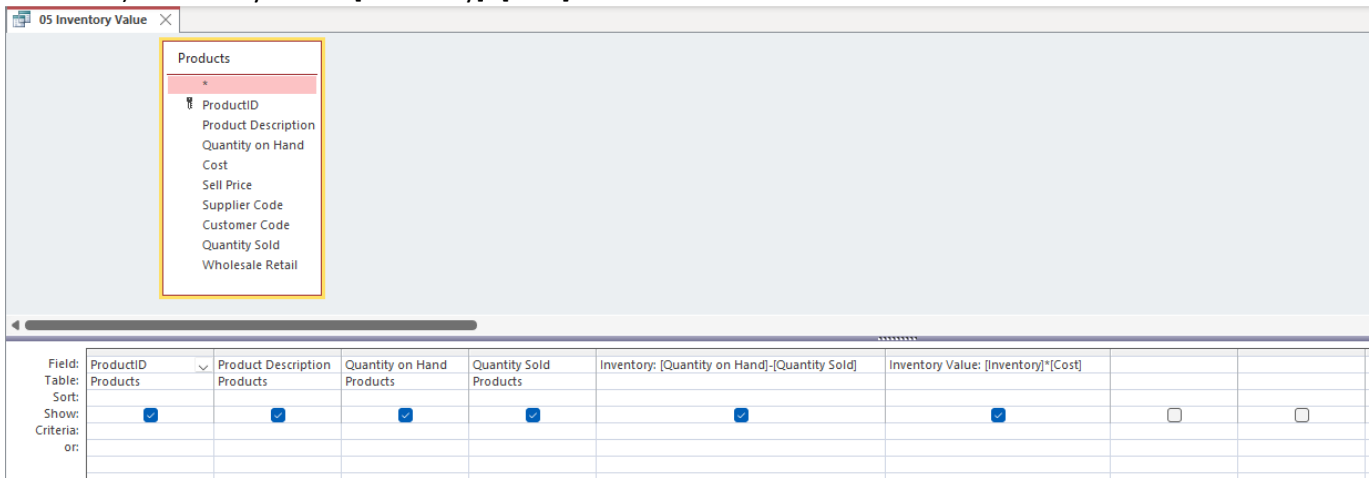 05 Inventory Value
Products
*
ProductID
Product Description
Quantity on Hand
Cost
Sell Price
Supplier Code
Customer Code
Quantity Sold
Wholesale Retail
Field: ProductID Product Description Quantity on Hand Quantity Sold Inventory: [Quantity on Hand]-[Quantity Sold] Inventory Value: [Inventory]*[Cost]
Table: Products Products Products Products
Sort:
Show:
Criteria:
or: